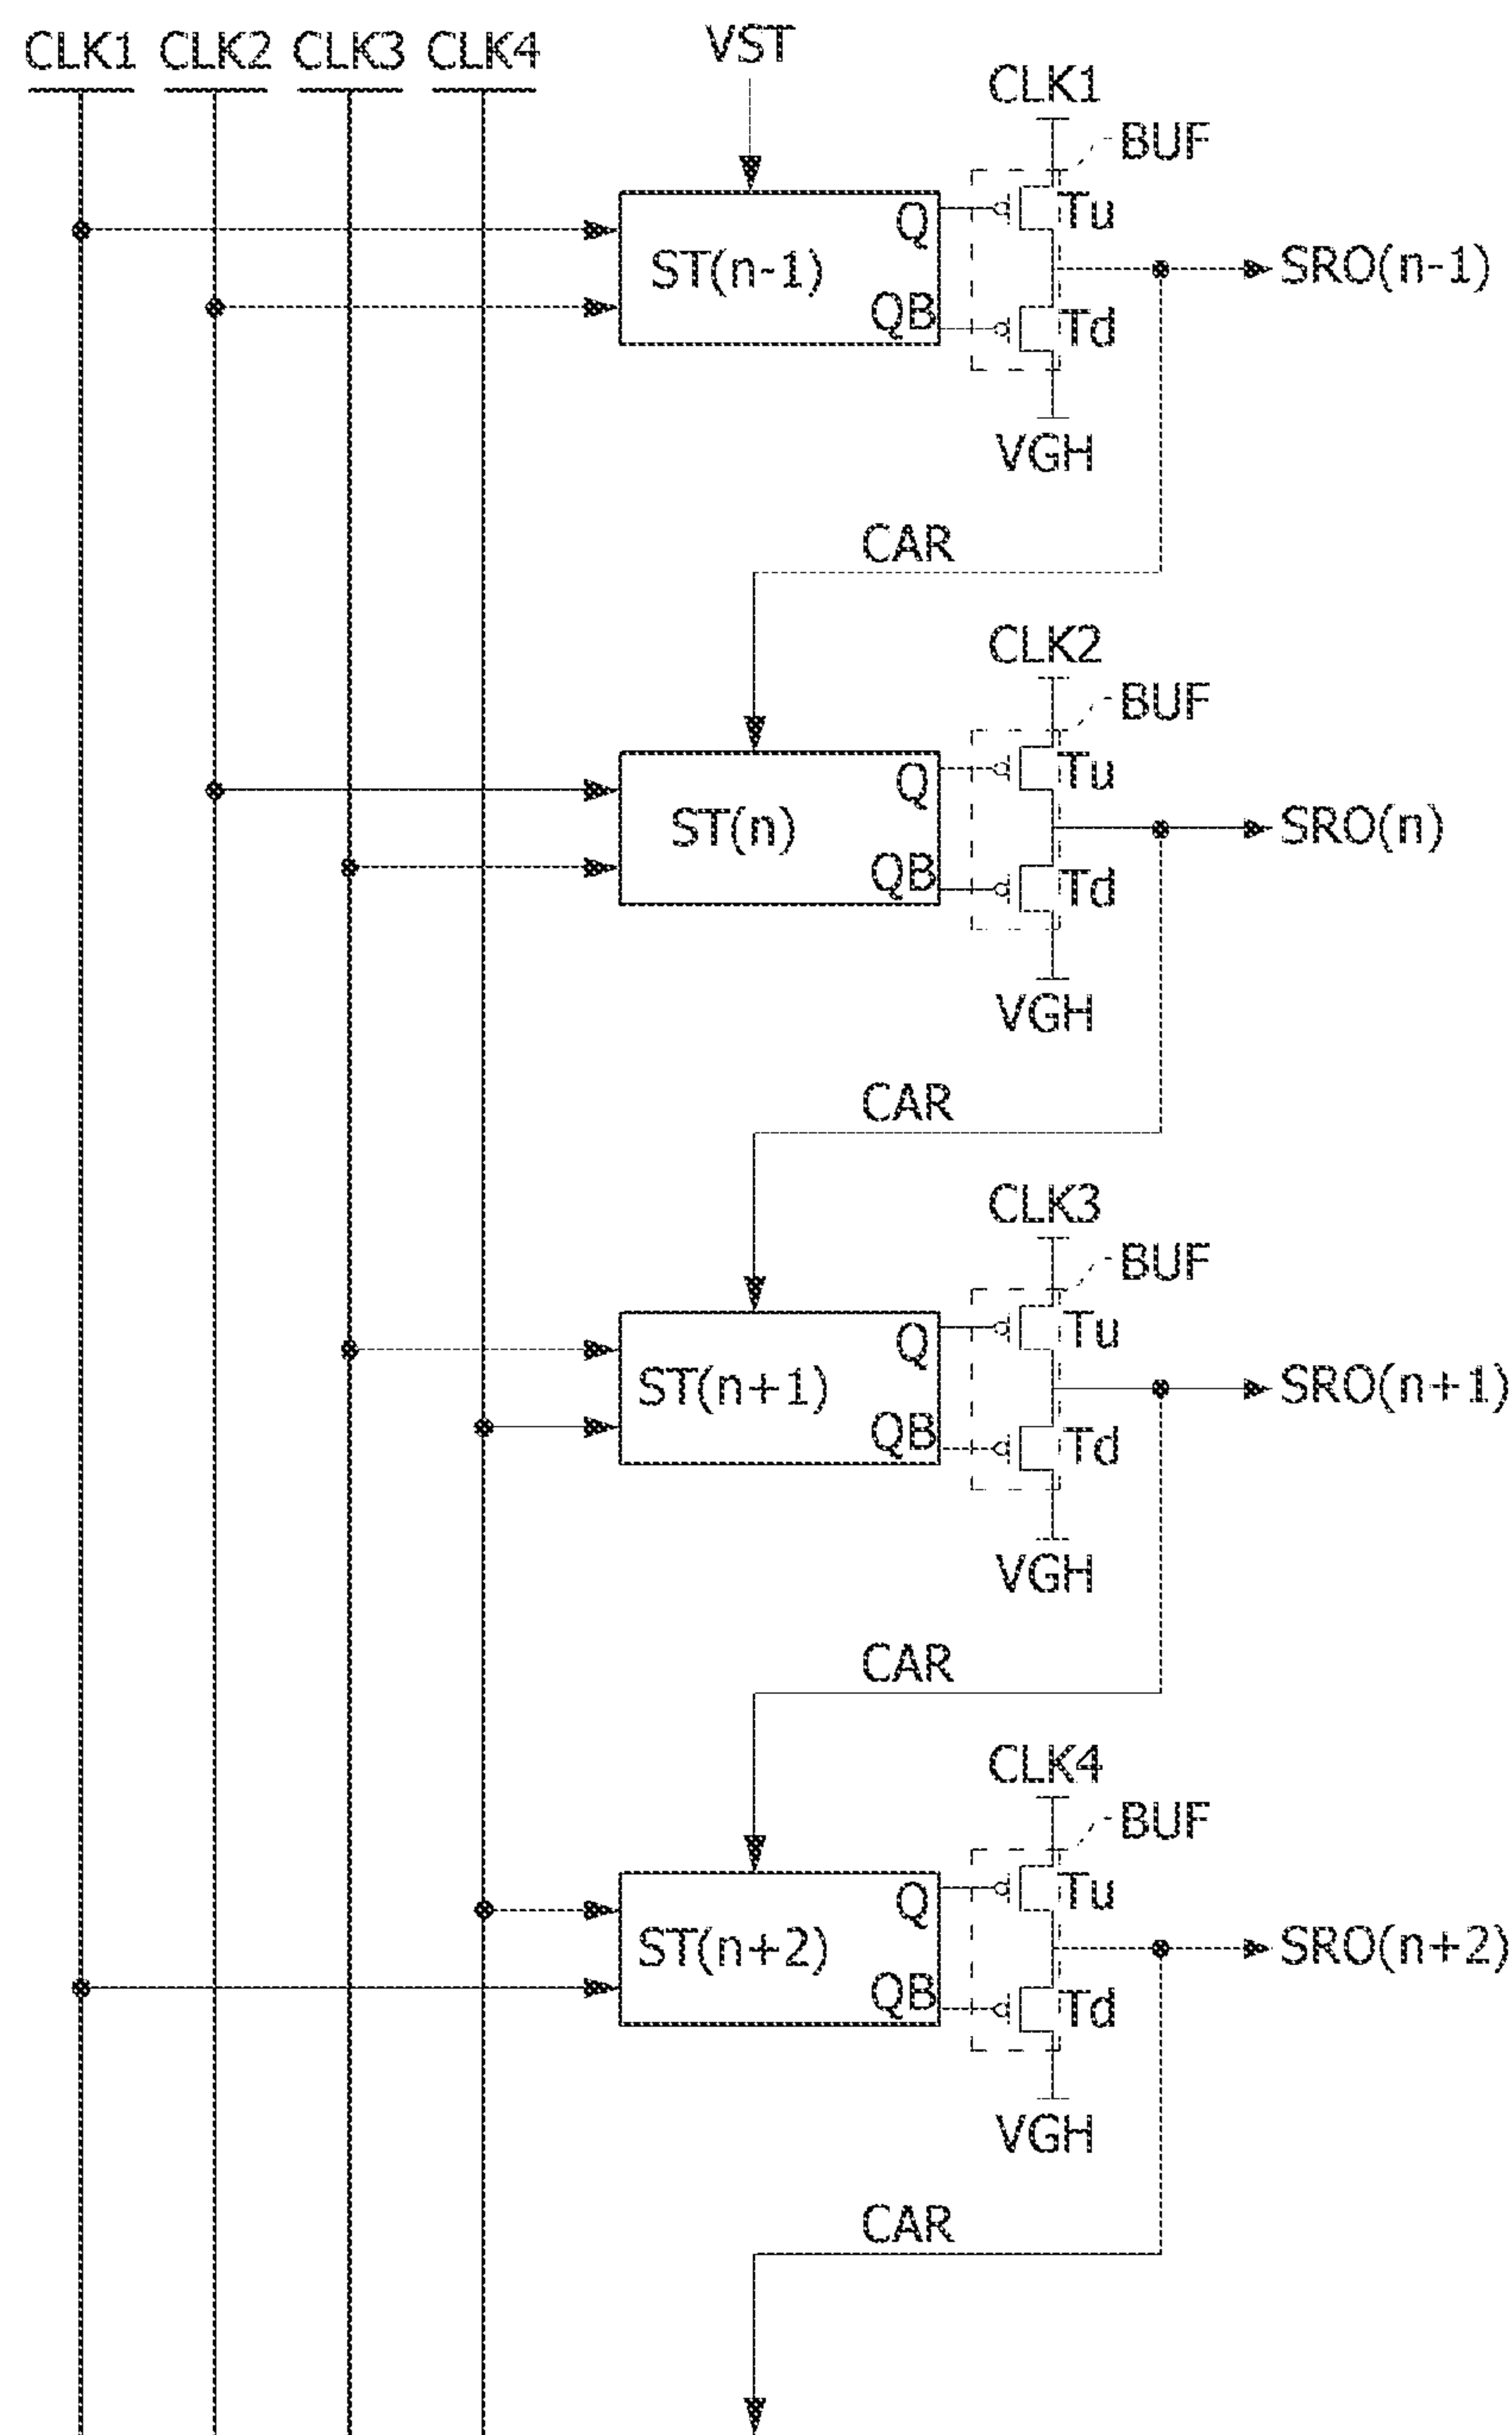 CLK1 CLK2 CLK3 CLK4
VST
CLK1
BUF
Q
Tu
ST(n-1)
SRO(n-1)
QB
Td
VGH
CAR
CLK2
BUF
Q
Tu
ST(n)
SRO(n)
QB
Td
VGH
CAR
CLK3
BUF
Q
Tu
ST(n+1)
SRO(n+1)
QB
Td
VGH
CAR
CLK4
BUF
Q
Tu
ST(n+2)
SRO(n+2)
QB
Td
VGH
CAR